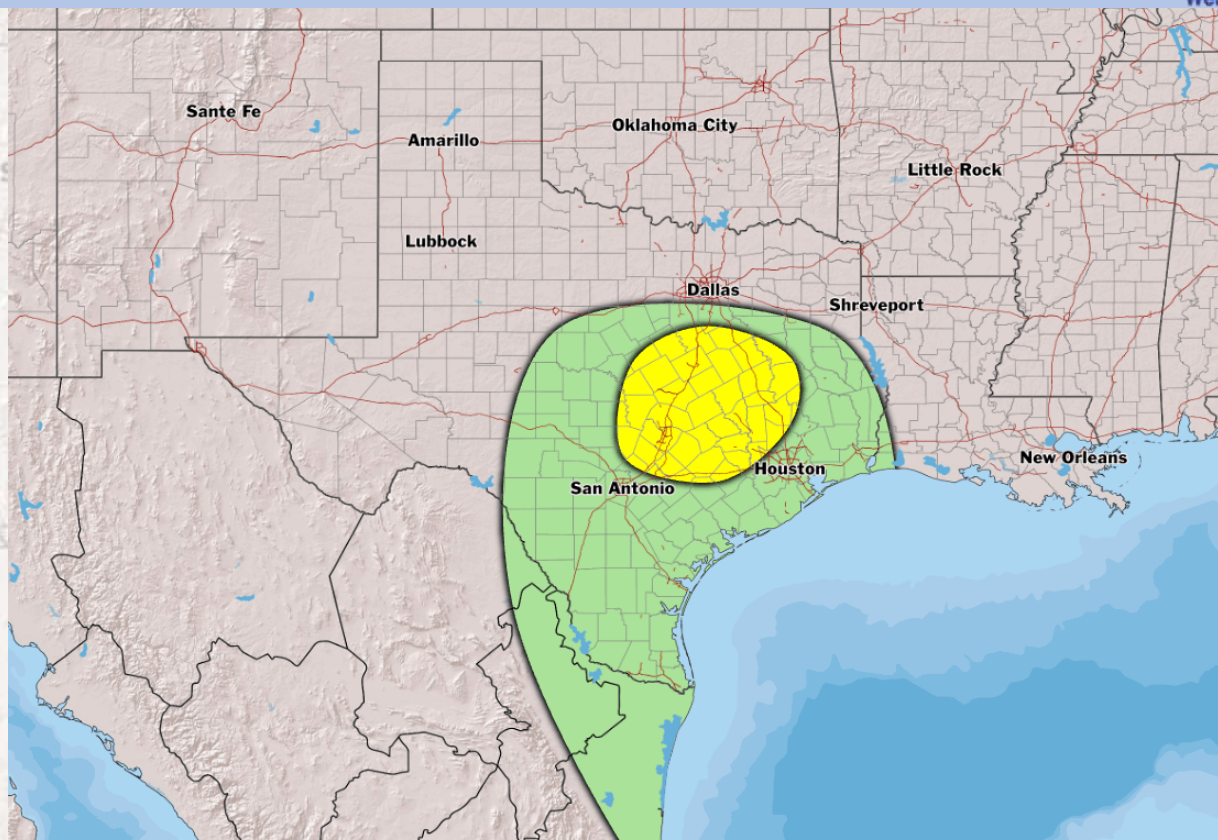 Sante Fe
Amarillo
Oklahoma City
Little Rock
Lubbock
Dallas
Shreveport
New Orleans
Houston
San Antonio